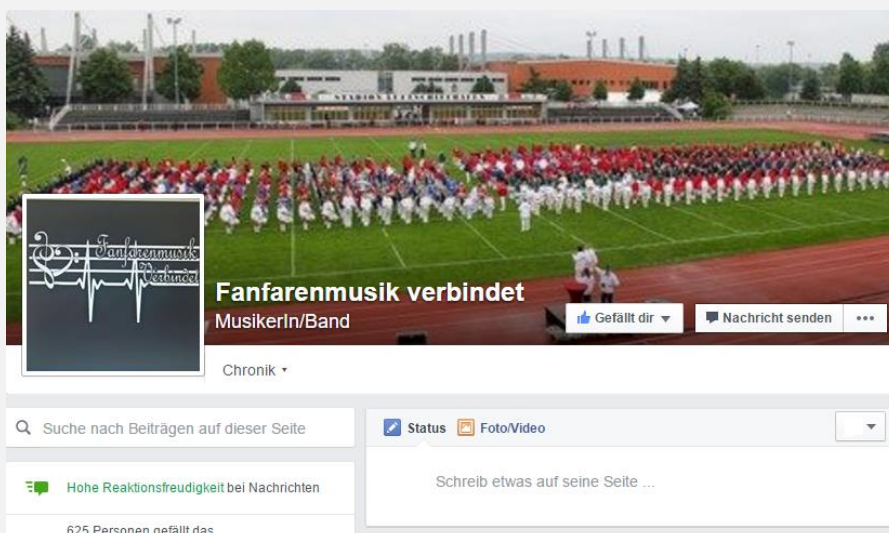 Fanfarenmusik
Verbindet
Fanfarenmusik verbindet
MusikerIn/Band
Gefällt dir
Nachricht senden
Chronik
Suche nach Beiträgen auf dieser Seite
Status
Foto/Video
Schreib etwas auf seine Seite ...
Hohe Reaktionsfreudigkeit bei Nachrichten
625 Personen gefällt das